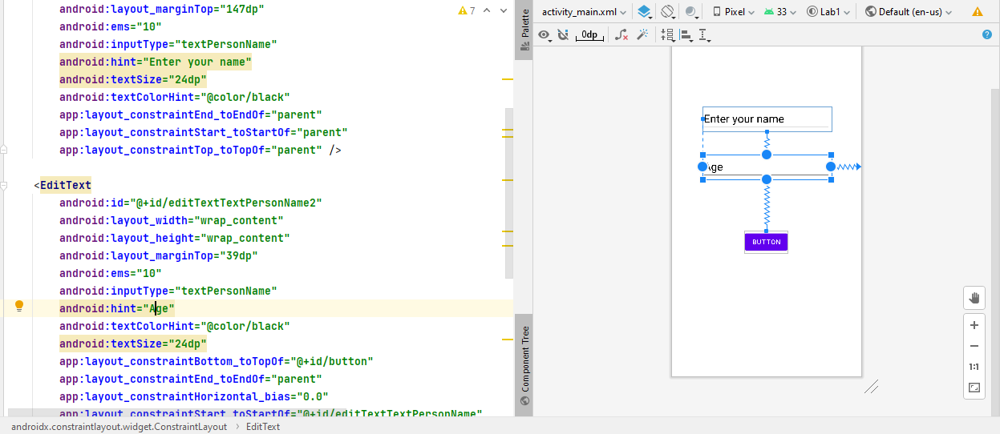 android:layout_marginTop="147dp"
android:ems="10"
android:inputType="textPersonName"
android:hint="Enter your name"
android:textSize="24dp"
android:textColorHint="@color/black"
app:layout_constraintEnd_toEndOf="parent"
app:layout_constraintStart_toStartOf="parent"
app:layout_constraintTop_toTopOf="parent" />
<EditText
android:id="@+id/editTextTextPersonName2"
android:layout_width="wrap_content"
android:layout_height="wrap_content"
android:layout_marginTop="39dp"
android:ems="10"
android:inputType="textPersonName"
android:hint="Age"
android:textColorHint="@color/black"
android:textSize="24dp"
app:layout_constraintBottom_toTopOf="@+id/button"
app:layout_constraintEnd_toEndOf="parent"
app:layout_constraintHorizontal_bias="0.0"
app:layout_constraintStart_toStartOf="@+id/editTextTextPersonName"
androidx.constraintlayout.widget.ConstraintLayout > EditText
7
Palette
Component Tree
activity_main.xml
Pixel
33
Lab1
Default (en-us)
0dp
?
Enter your name
Age
BUTTON
1:1